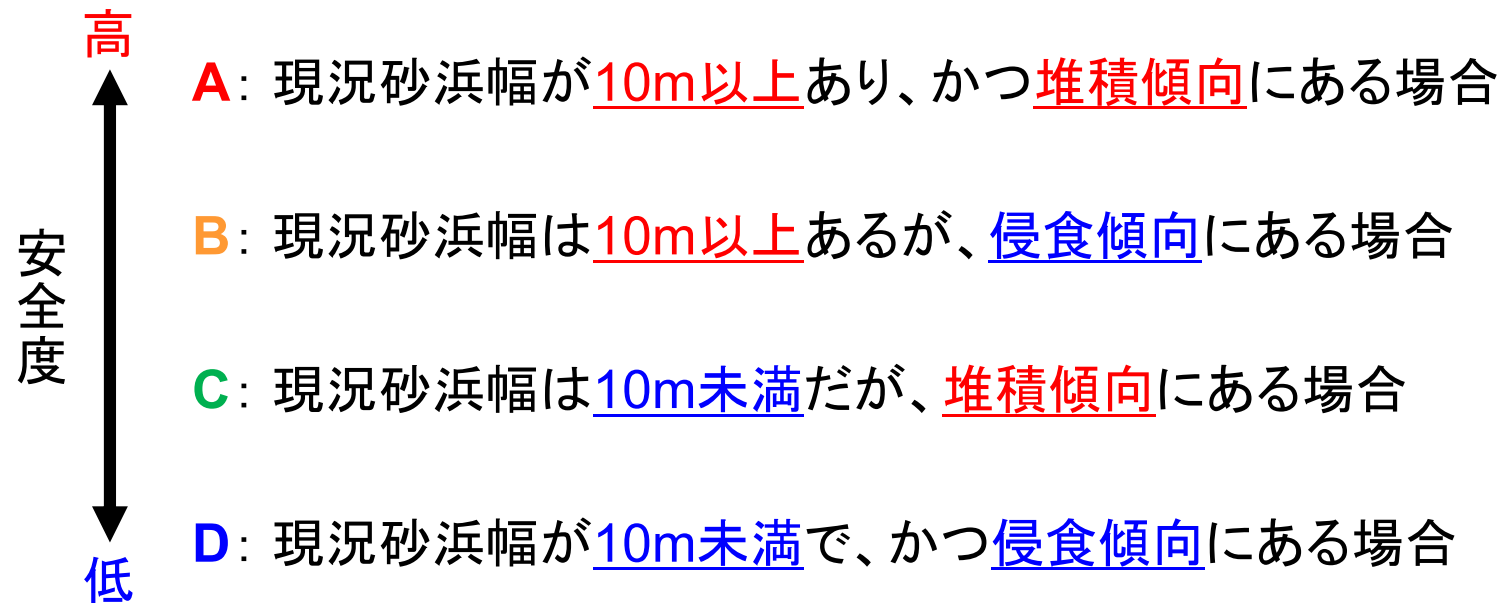 高
A： 現況砂浜幅が10m以上あり、かつ堆積傾向にある場合
B： 現況砂浜幅は10m以上あるが、侵食傾向にある場合
安全度
C： 現況砂浜幅は10m未満だが、堆積傾向にある場合
D： 現況砂浜幅が10m未満で、かつ侵食傾向にある場合
低